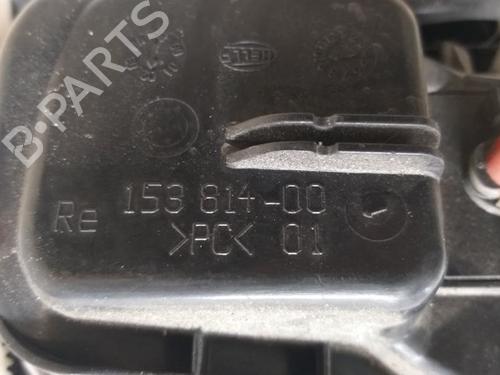 HELLA
B-PARTS
Re 153 814-00
>PC< 01